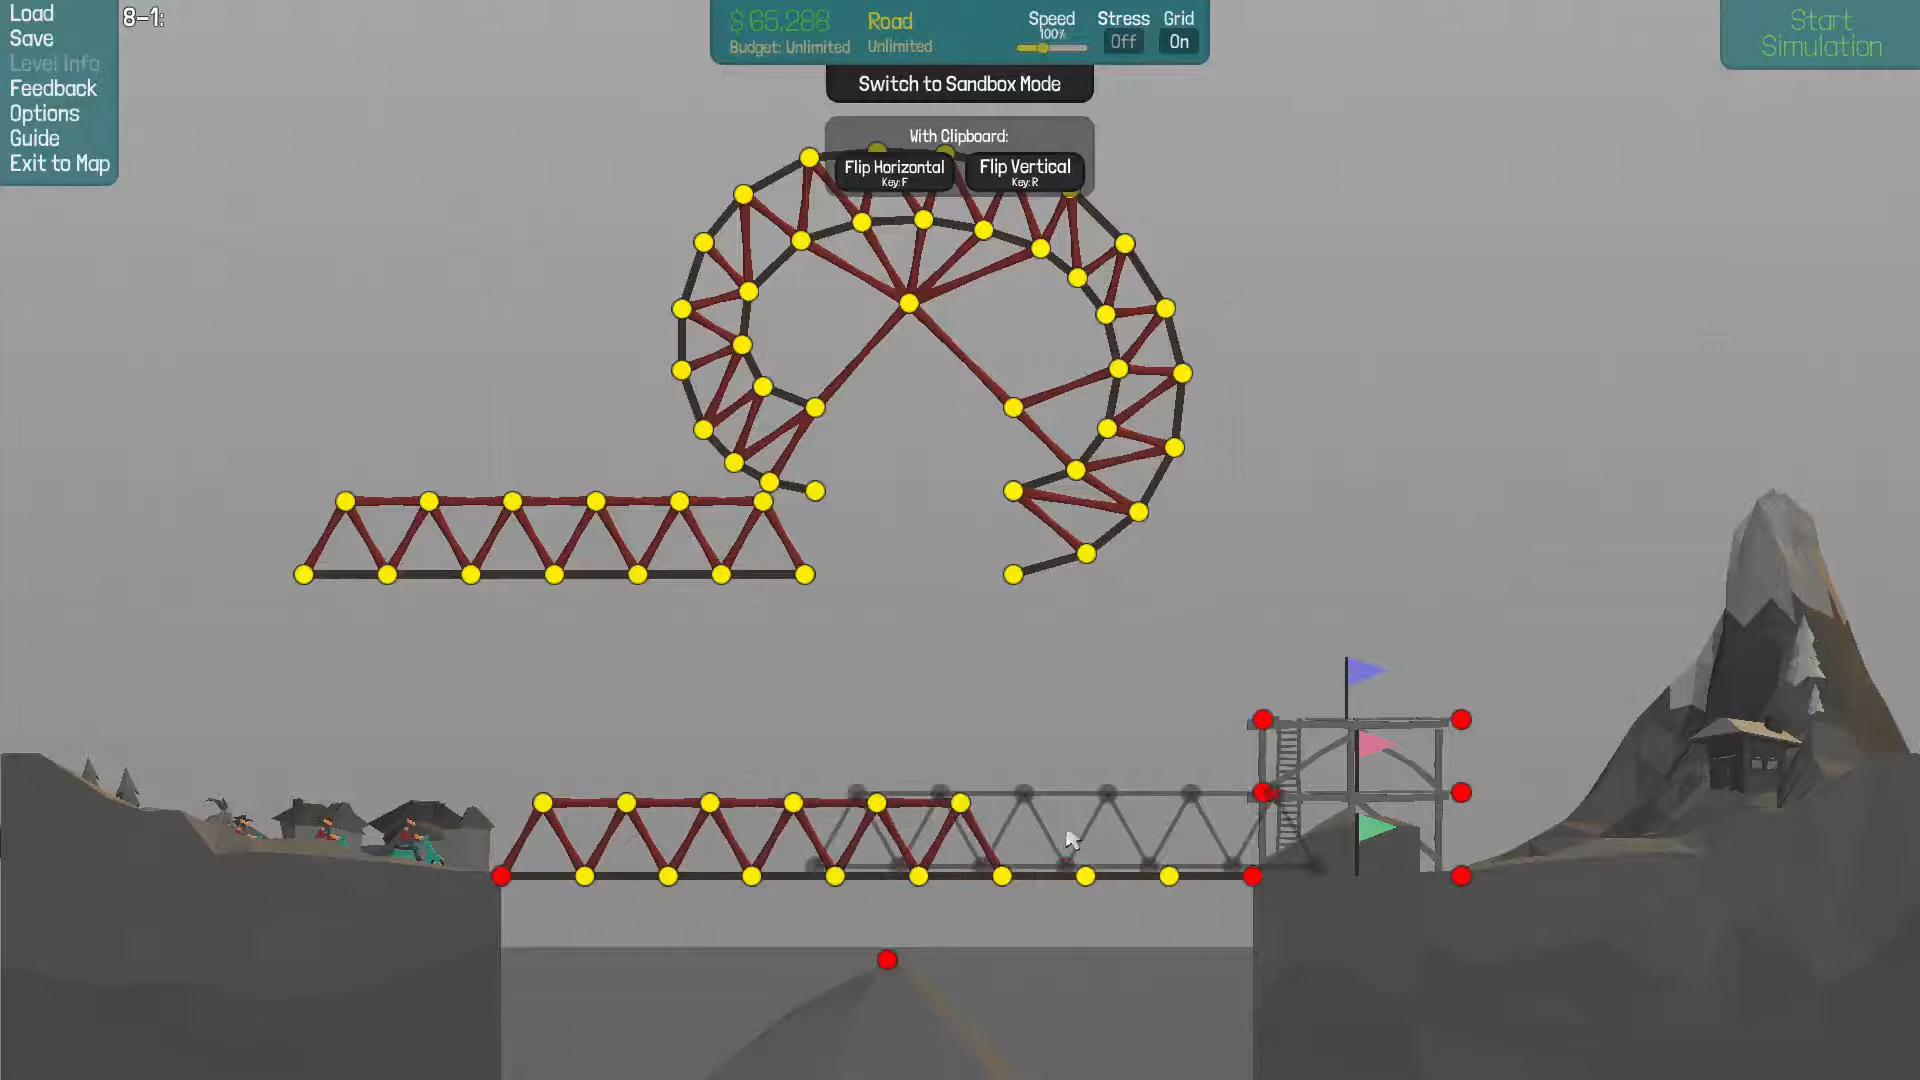 Load
Save
Level Info
Feedback
Options
Guide
Exit to Map
8-1:
$ 65.288
Budget: Unlimited
Road
Unlimited
Speed
100%
Stress
Off
Grid
On
Switch to Sandbox Mode
With Clipboard:
Flip Horizontal
Key: F
Flip Vertical
Key: R
Start
Simulation